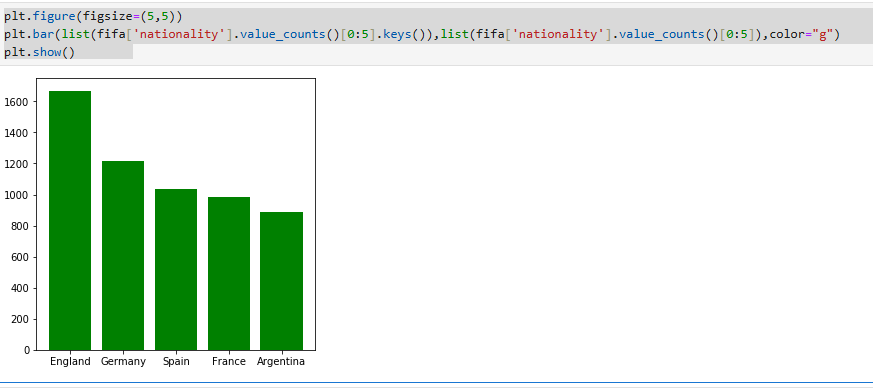 plt.figure(figsize=(5,5))
plt.bar(list(fifa['nationality'].value_counts()[0:5].keys()),list(fifa['nationality'].value_counts()[0:5]),color="g")
plt.show()
1600
1400
1200
1000
800
600
400
200
0
England Germany Spain France Argentina